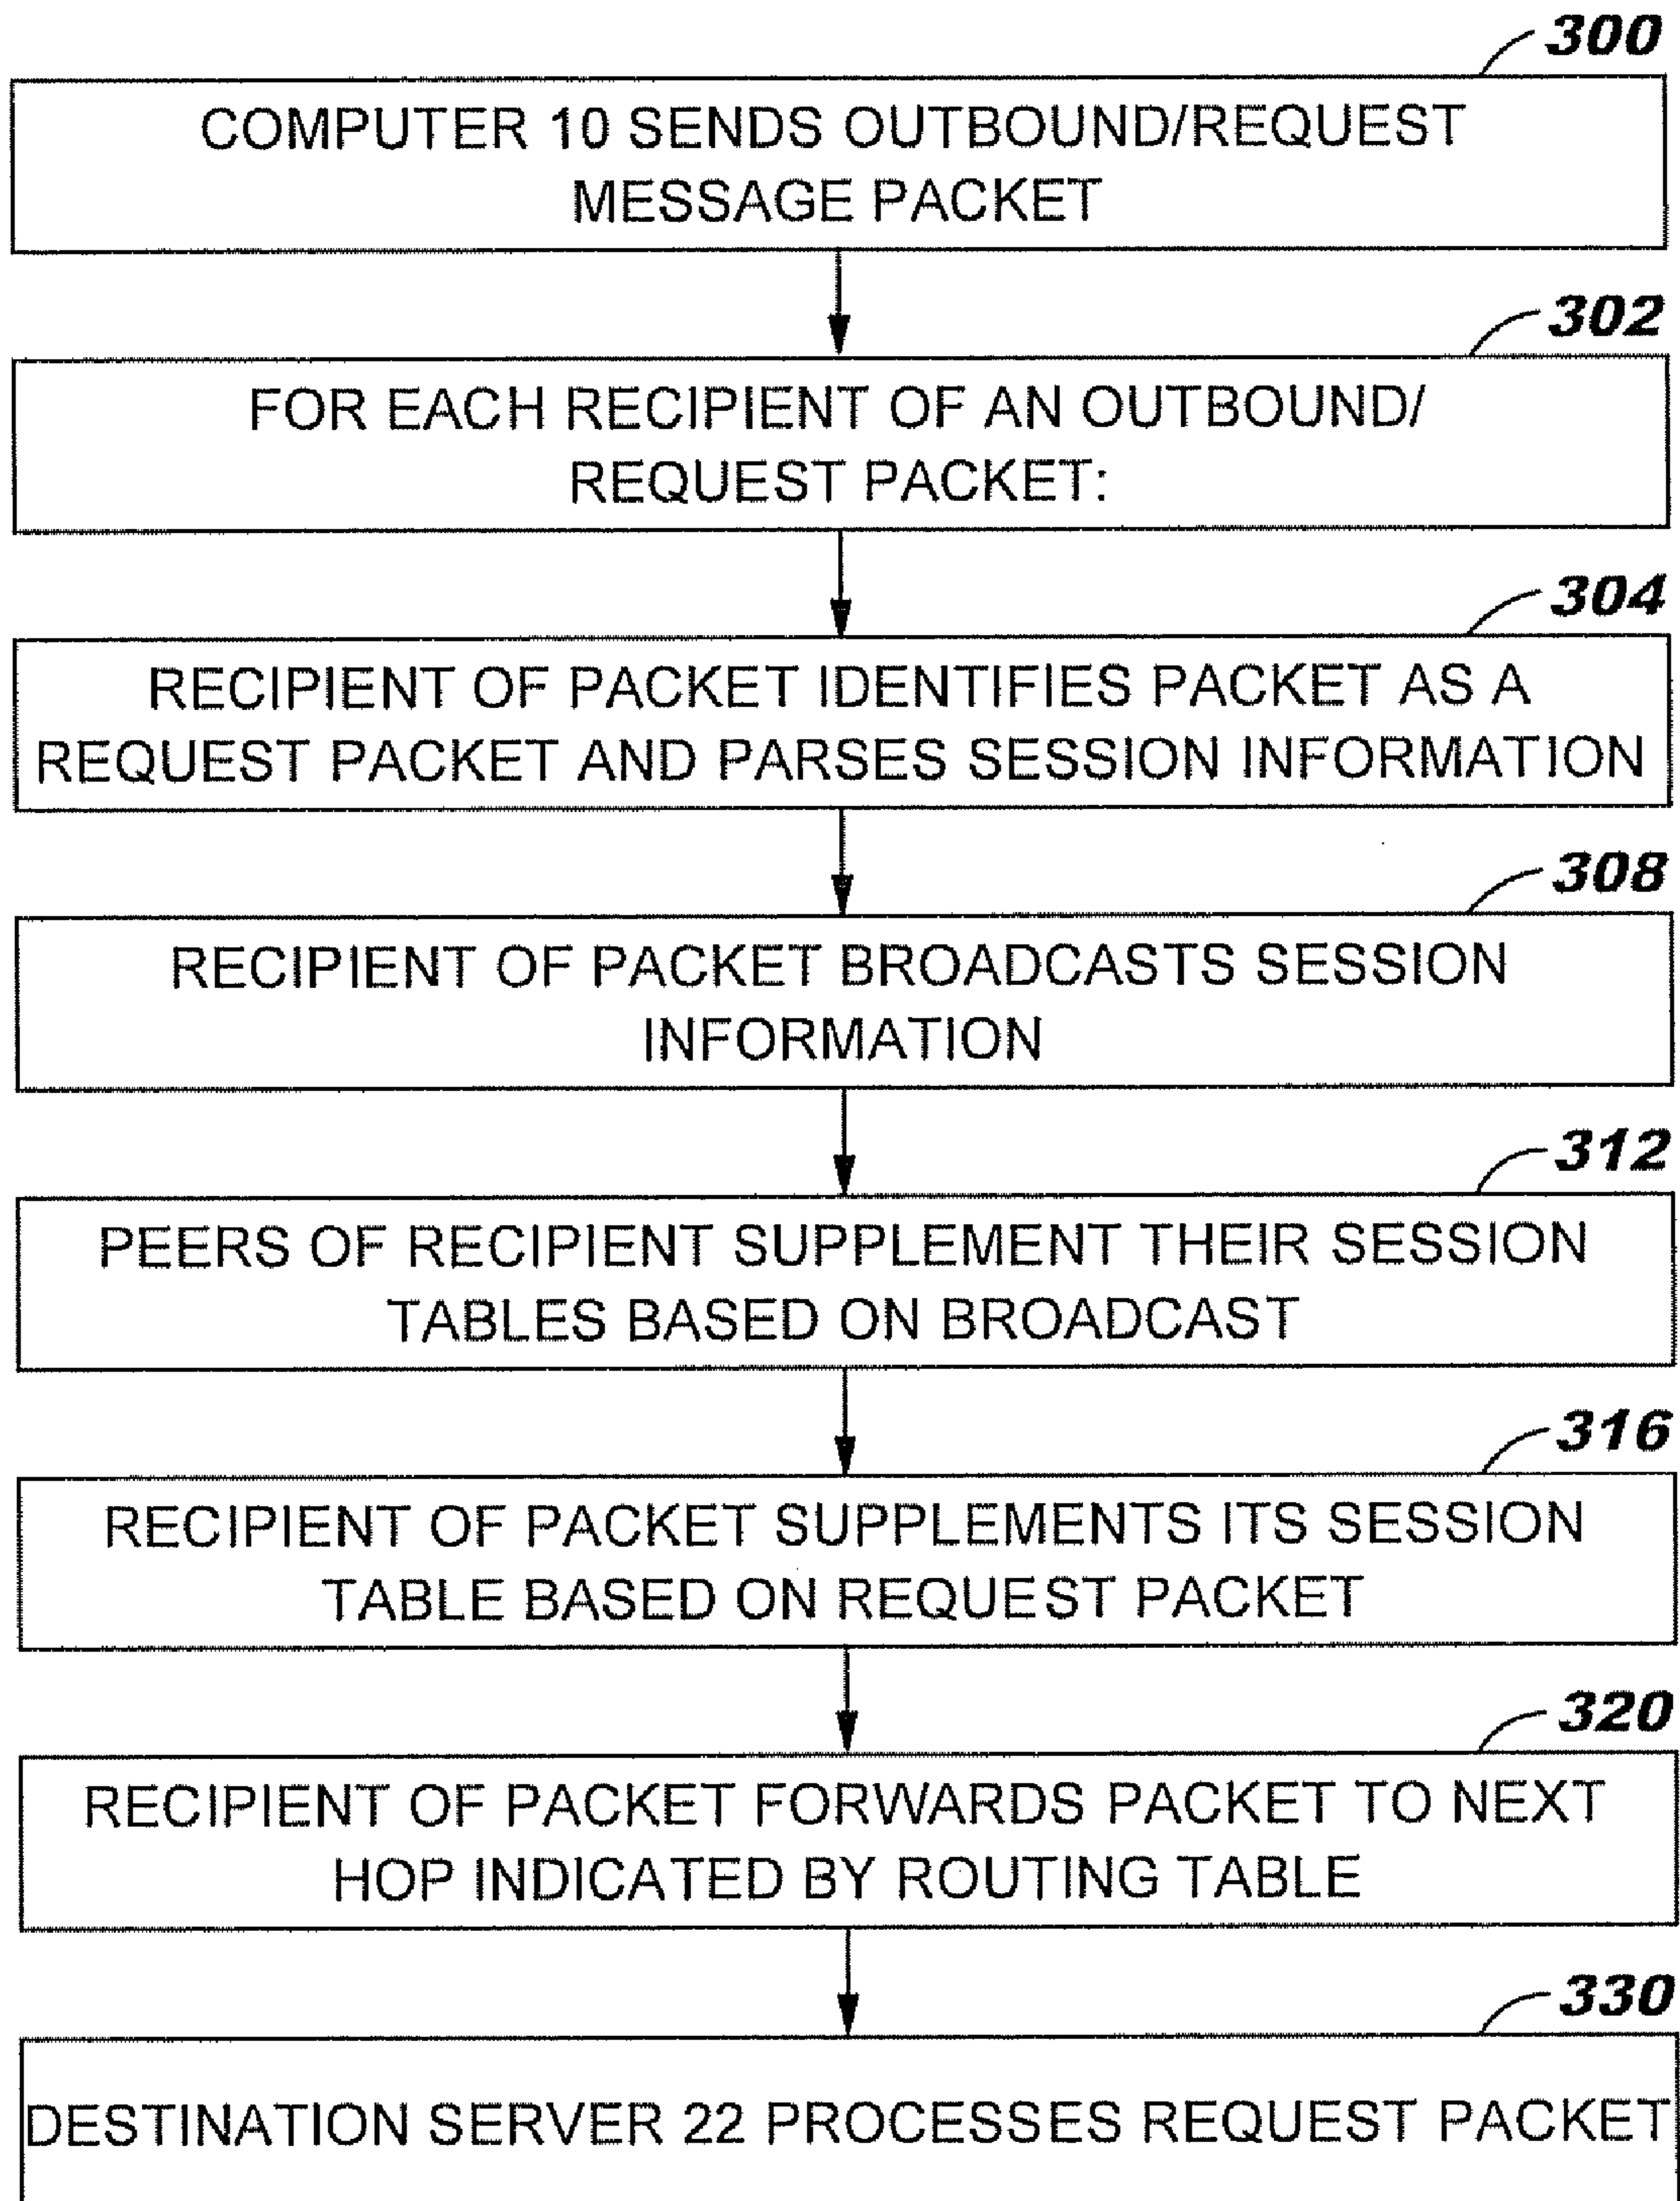 300
COMPUTER 10 SENDS OUTBOUND/REQUEST
MESSAGE PACKET
302
FOR EACH RECIPIENT OF AN OUTBOUND/
REQUEST PACKET:
304
RECIPIENT OF PACKET IDENTIFIES PACKET AS A
REQUEST PACKET AND PARSES SESSION INFORMATION
308
RECIPIENT OF PACKET BROADCASTS SESSION
INFORMATION
312
PEERS OF RECIPIENT SUPPLEMENT THEIR SESSION
TABLES BASED ON BROADCAST
316
RECIPIENT OF PACKET SUPPLEMENTS ITS SESSION
TABLE BASED ON REQUEST PACKET
320
RECIPIENT OF PACKET FORWARDS PACKET TO NEXT
HOP INDICATED BY ROUTING TABLE
330
DESTINATION SERVER 22 PROCESSES REQUEST PACKET